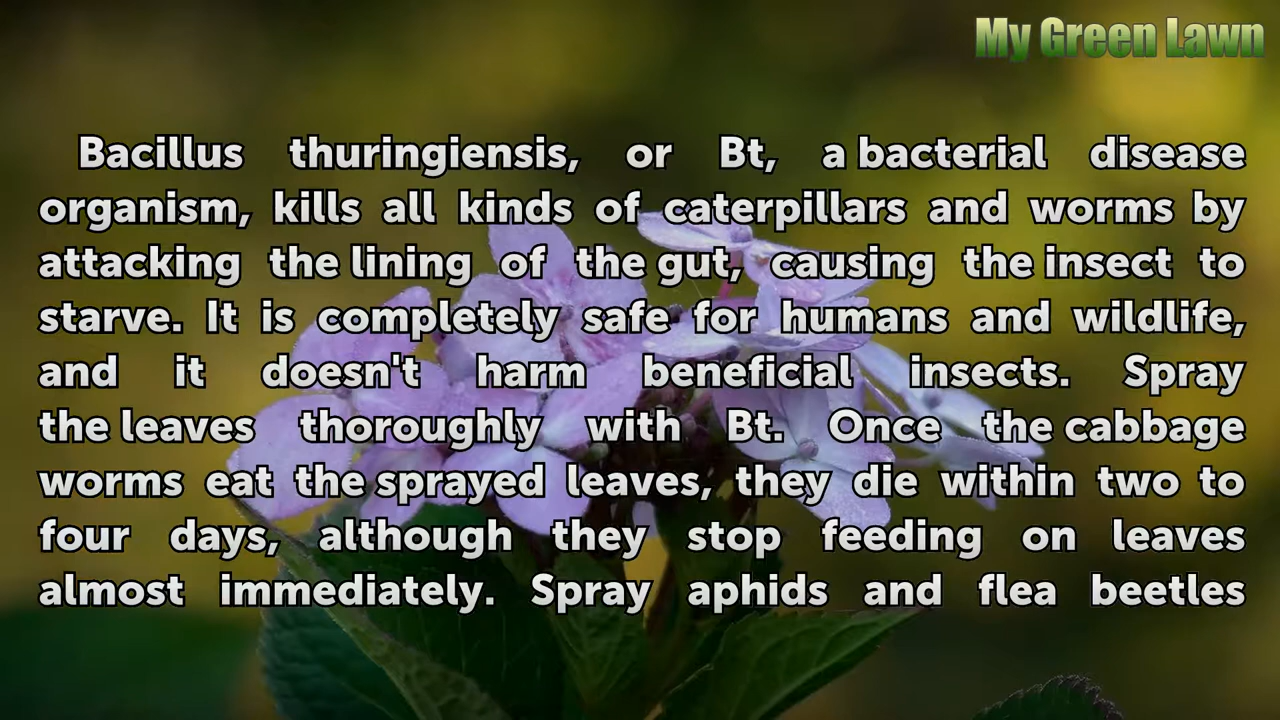 My Green Lawn
Bacillus thuringiensis, or Bt, a bacterial disease
organism, kills all kinds of caterpillars and worms by
attacking the lining of the gut, causing the insect to
starve. It is completely safe for humans and wildlife,
and it doesn't harm beneficial insects. Spray
the leaves thoroughly with Bt. Once the cabbage
worms eat the sprayed leaves, they die within two to
four days, although they stop feeding on leaves
almost immediately. Spray aphids and flea beetles